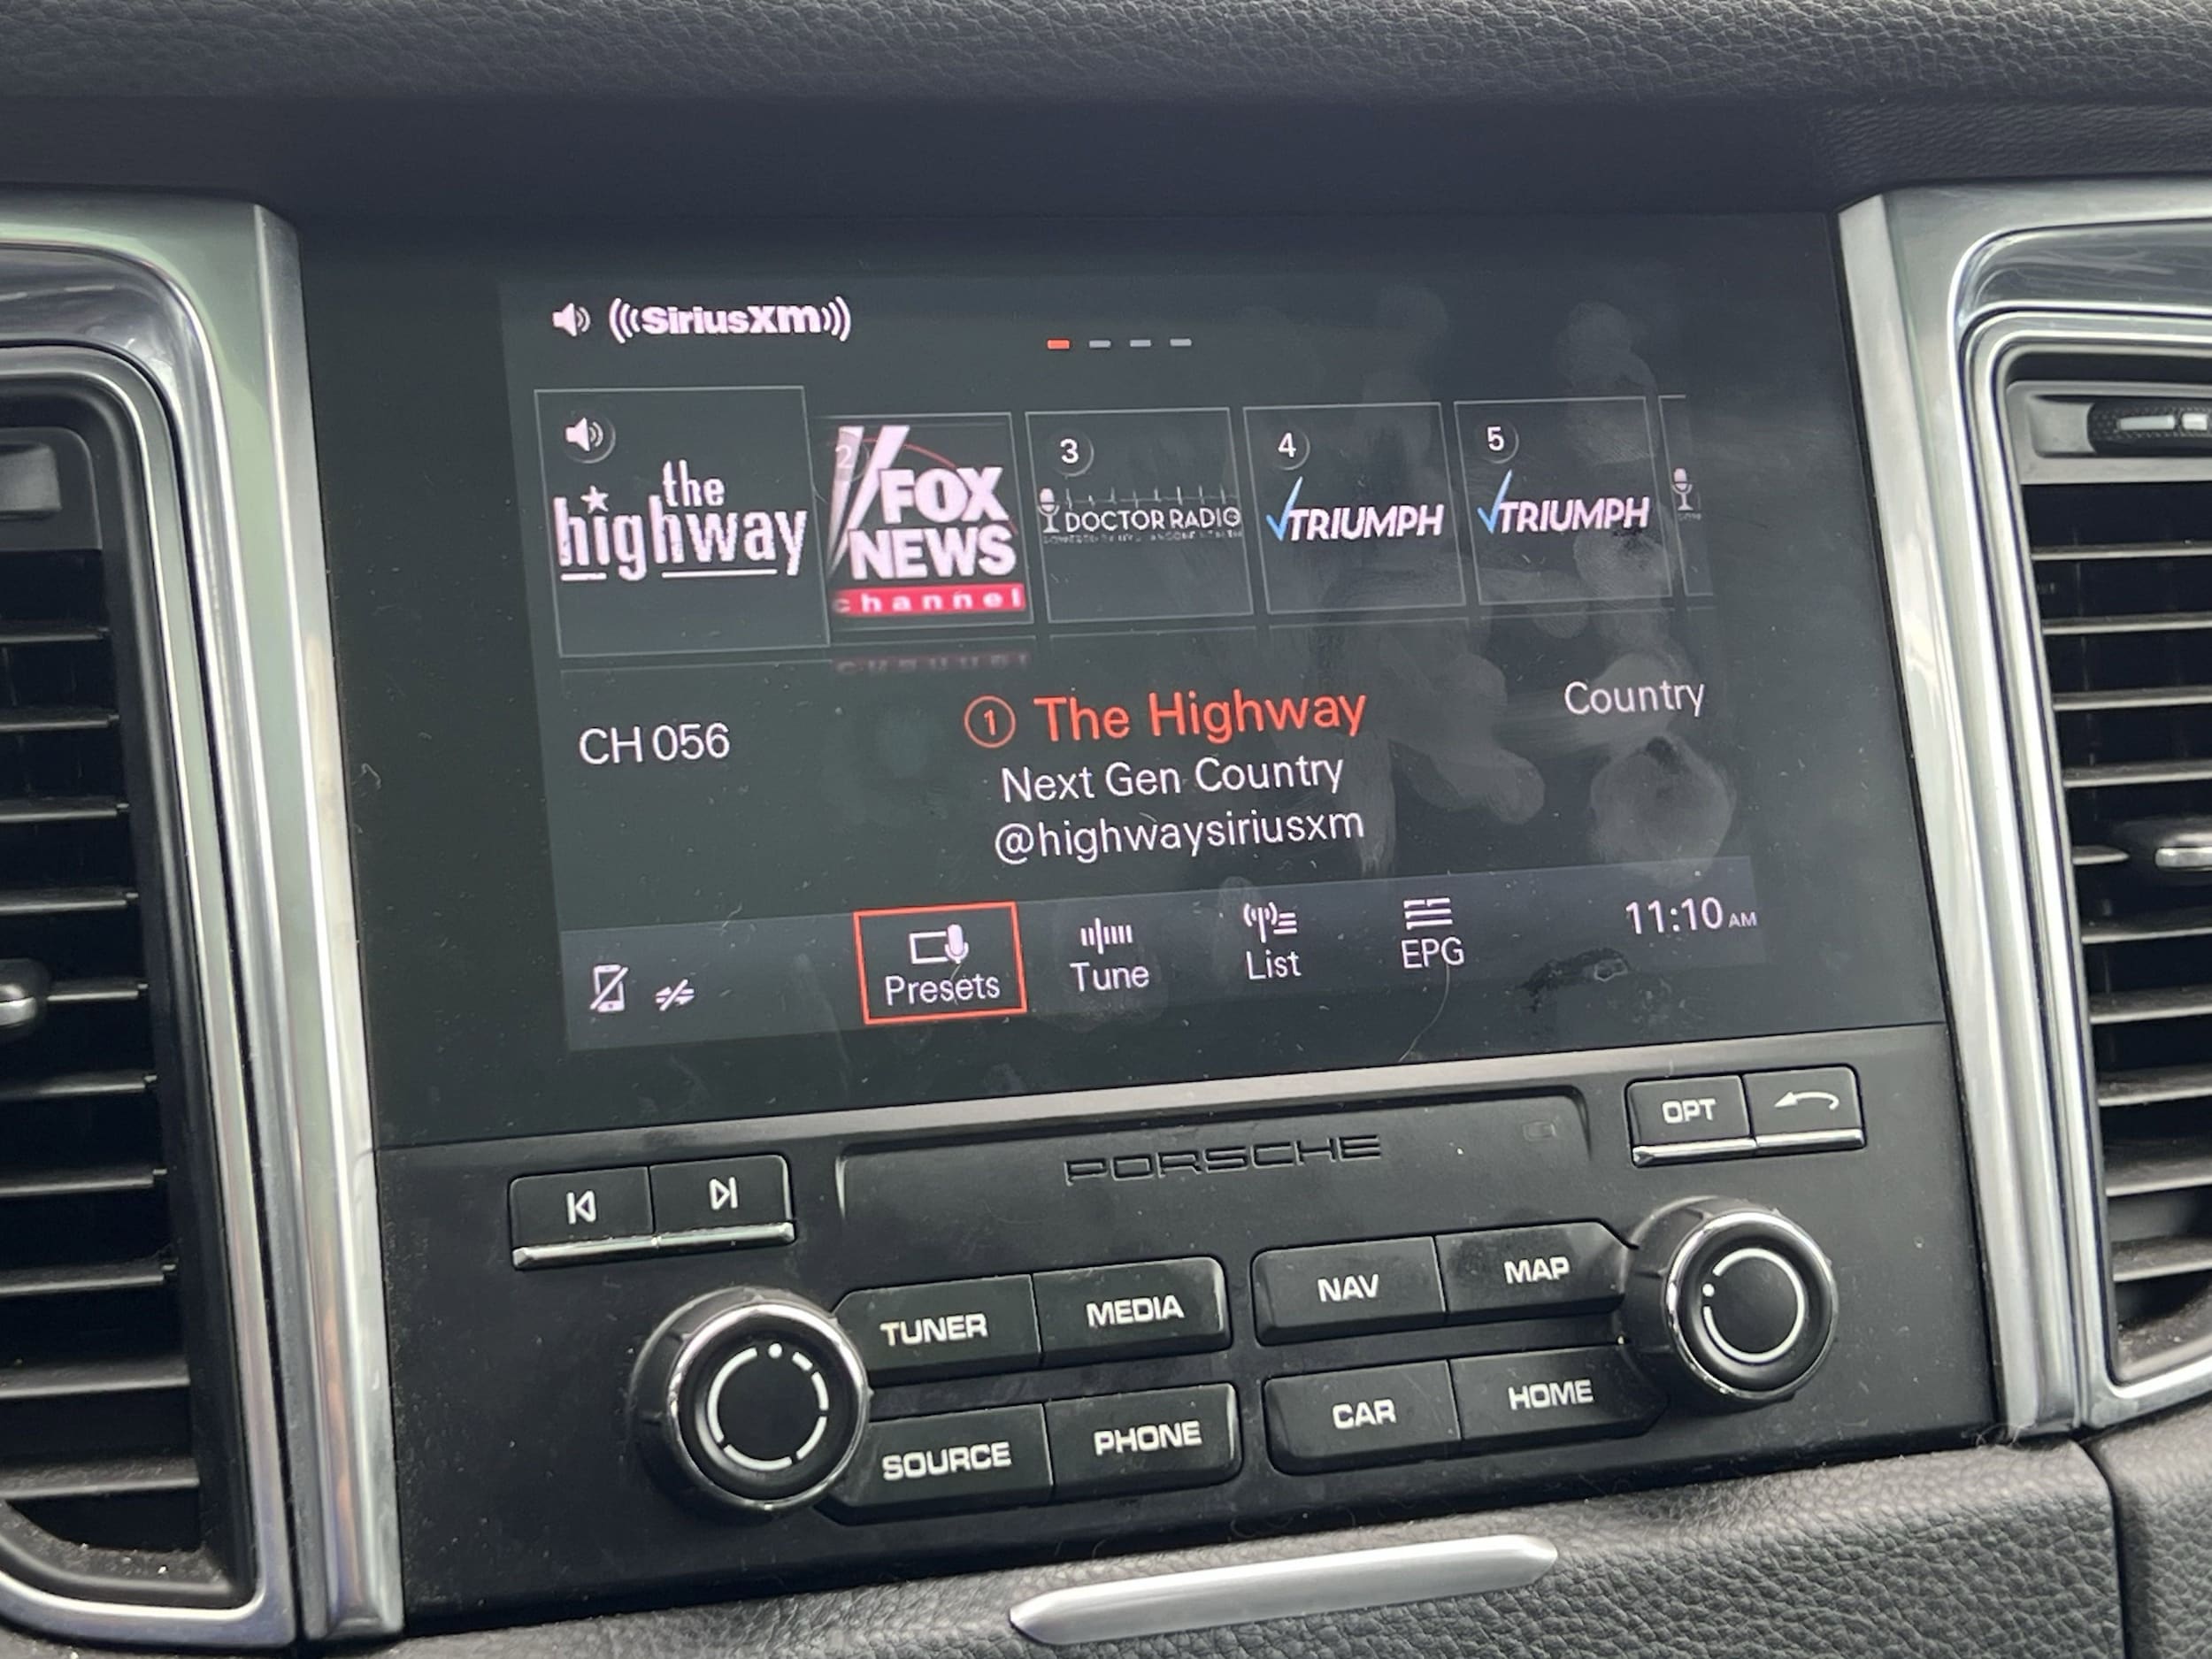 ((SiriusXM))
the
highway
2
FOX
NEWS
channel
3
DOCTOR RADIO
4
TRIUMPH
5
TRIUMPH
CH 056
1 The Highway
Country
Next Gen Country
@highwaysiriusxm
Presets
Tune
List
EPG
11:10 AM
PORSCHE
OPT
TUNER
MEDIA
NAV
MAP
SOURCE
PHONE
CAR
HOME